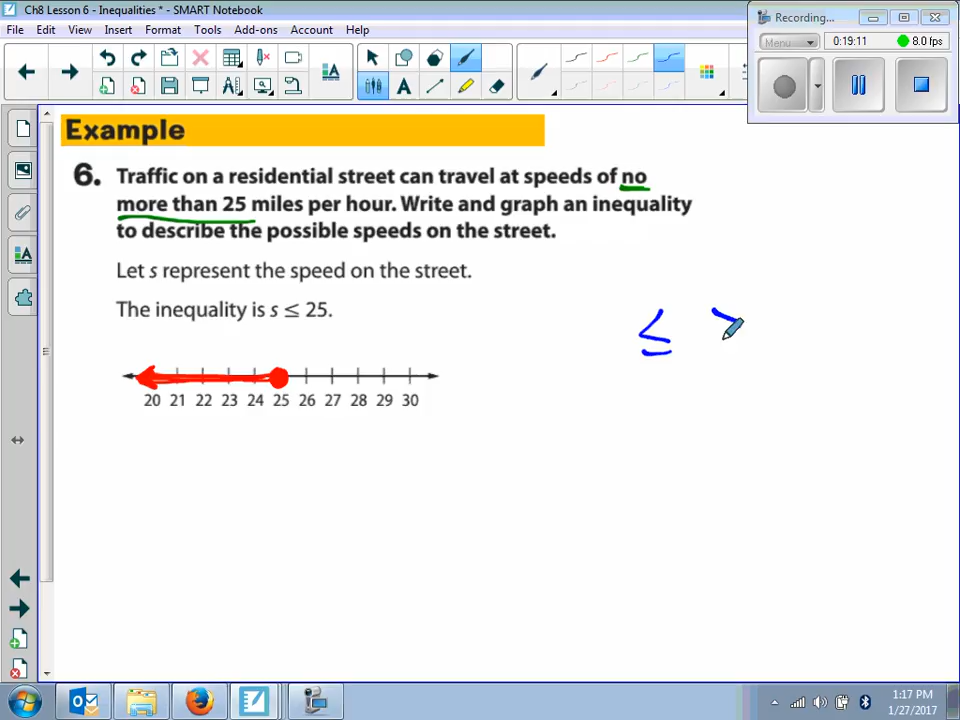 Ch8 Lesson 6 - Inequalities * - SMART Notebook
Recording...
File Edit View Insert Format Tools Add-ons Account Help
Menu
0:19:11
8.0 fps
Example
6. Traffic on a residential street can travel at speeds of no
more than 25 miles per hour. Write and graph an inequality
to describe the possible speeds on the street.
Let s represent the speed on the street.
The inequality is s ≤ 25.
≤ >
20 21 22 23 24 25 26 27 28 29 30
1:17 PM
1/27/2017